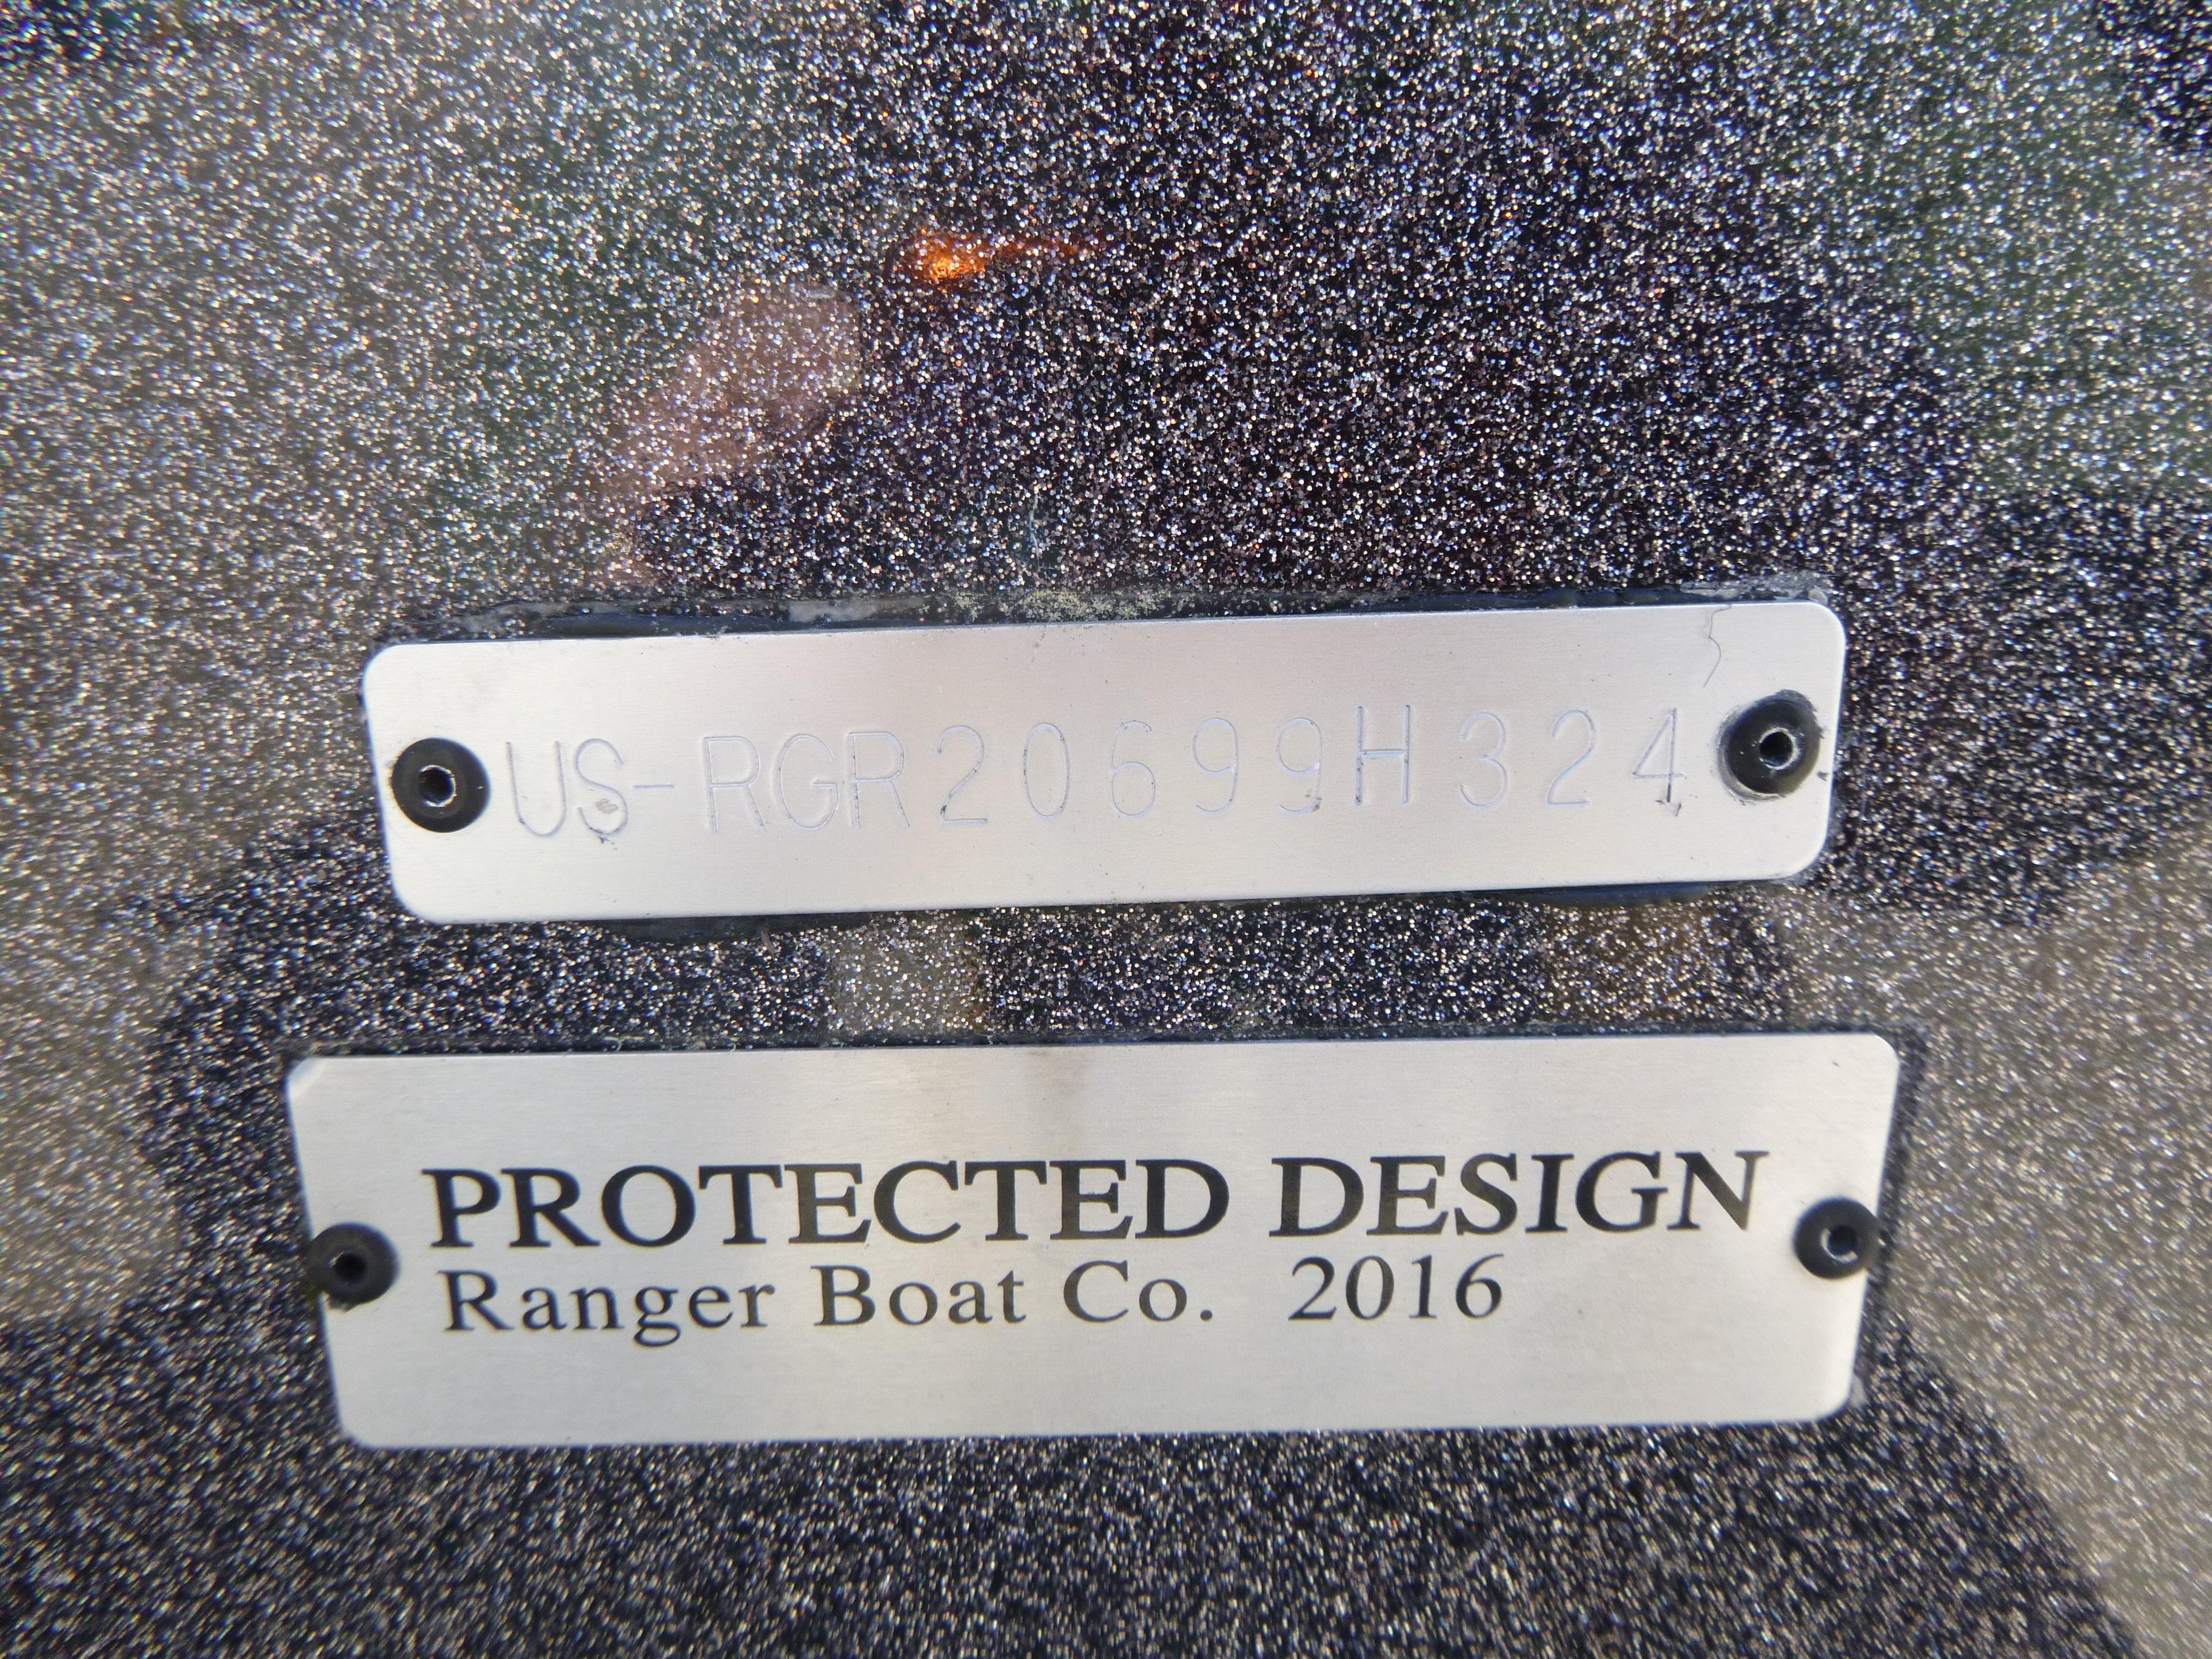 US-RGR20699H324
PROTECTED DESIGN
Ranger Boat Co. 2016